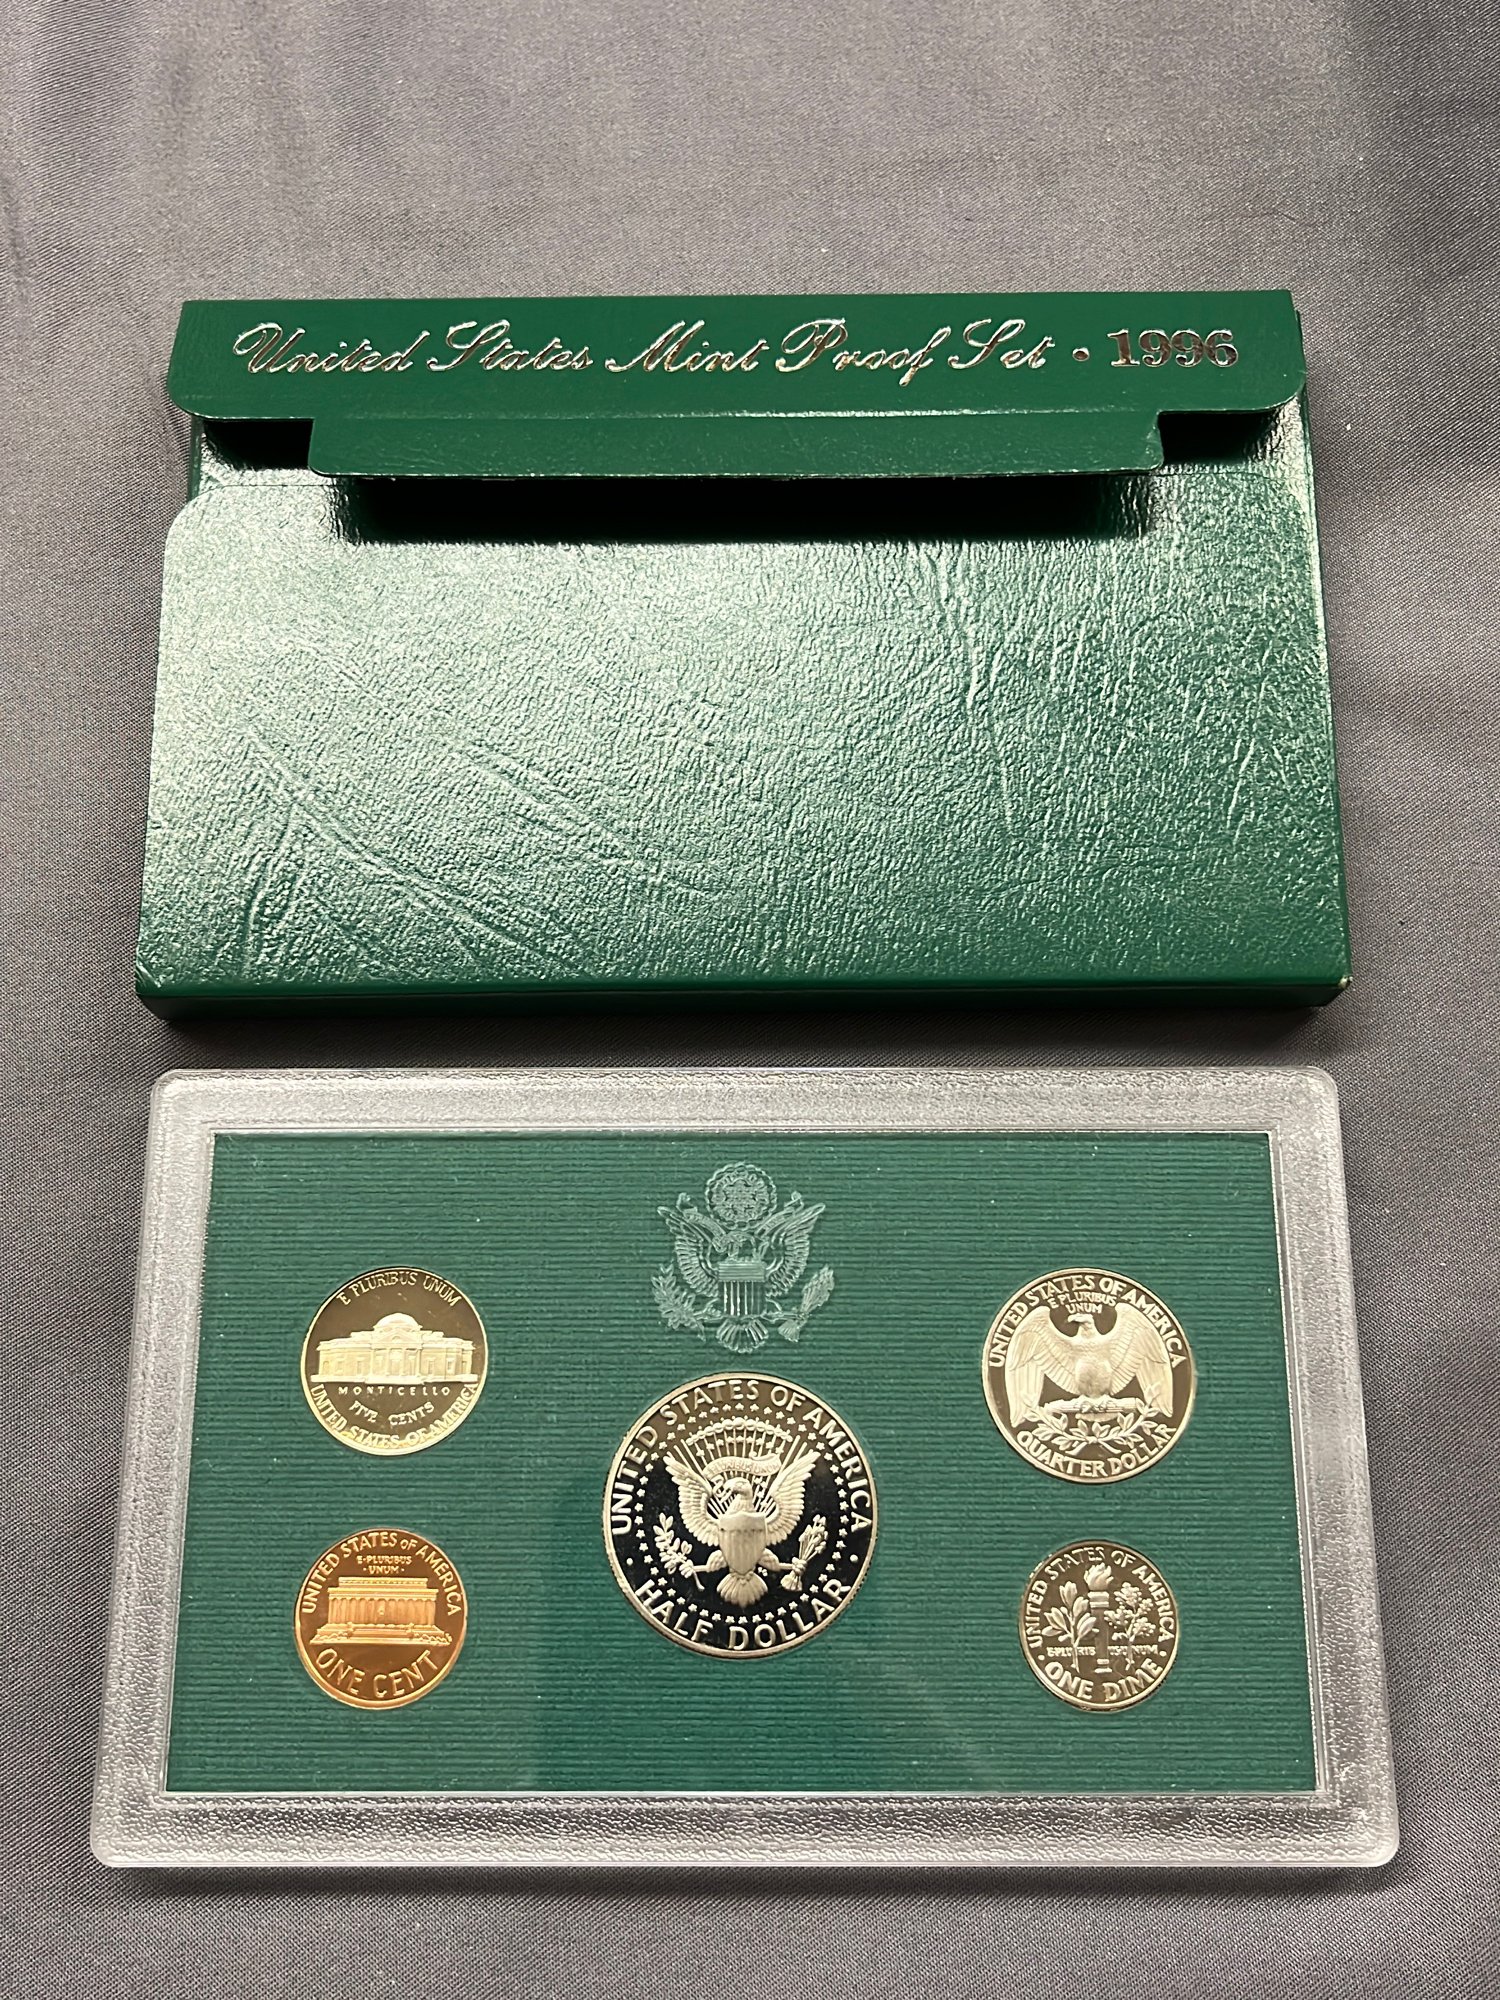 United States Mint Proof Set • 1996
E PLURIBUS UNUM
MONTICELLO
FIVE CENTS
UNITED STATES OF AMERICA
UNITED STATES OF AMERICA
E PLURIBUS
UNUM
QUARTER DOLLAR
UNITED STATES OF AMERICA
HALF DOLLAR
UNITED STATES OF AMERICA
E·PLURIBUS
·UNUM·
ONE CENT
UNITED STATES OF AMERICA
ONE DIME